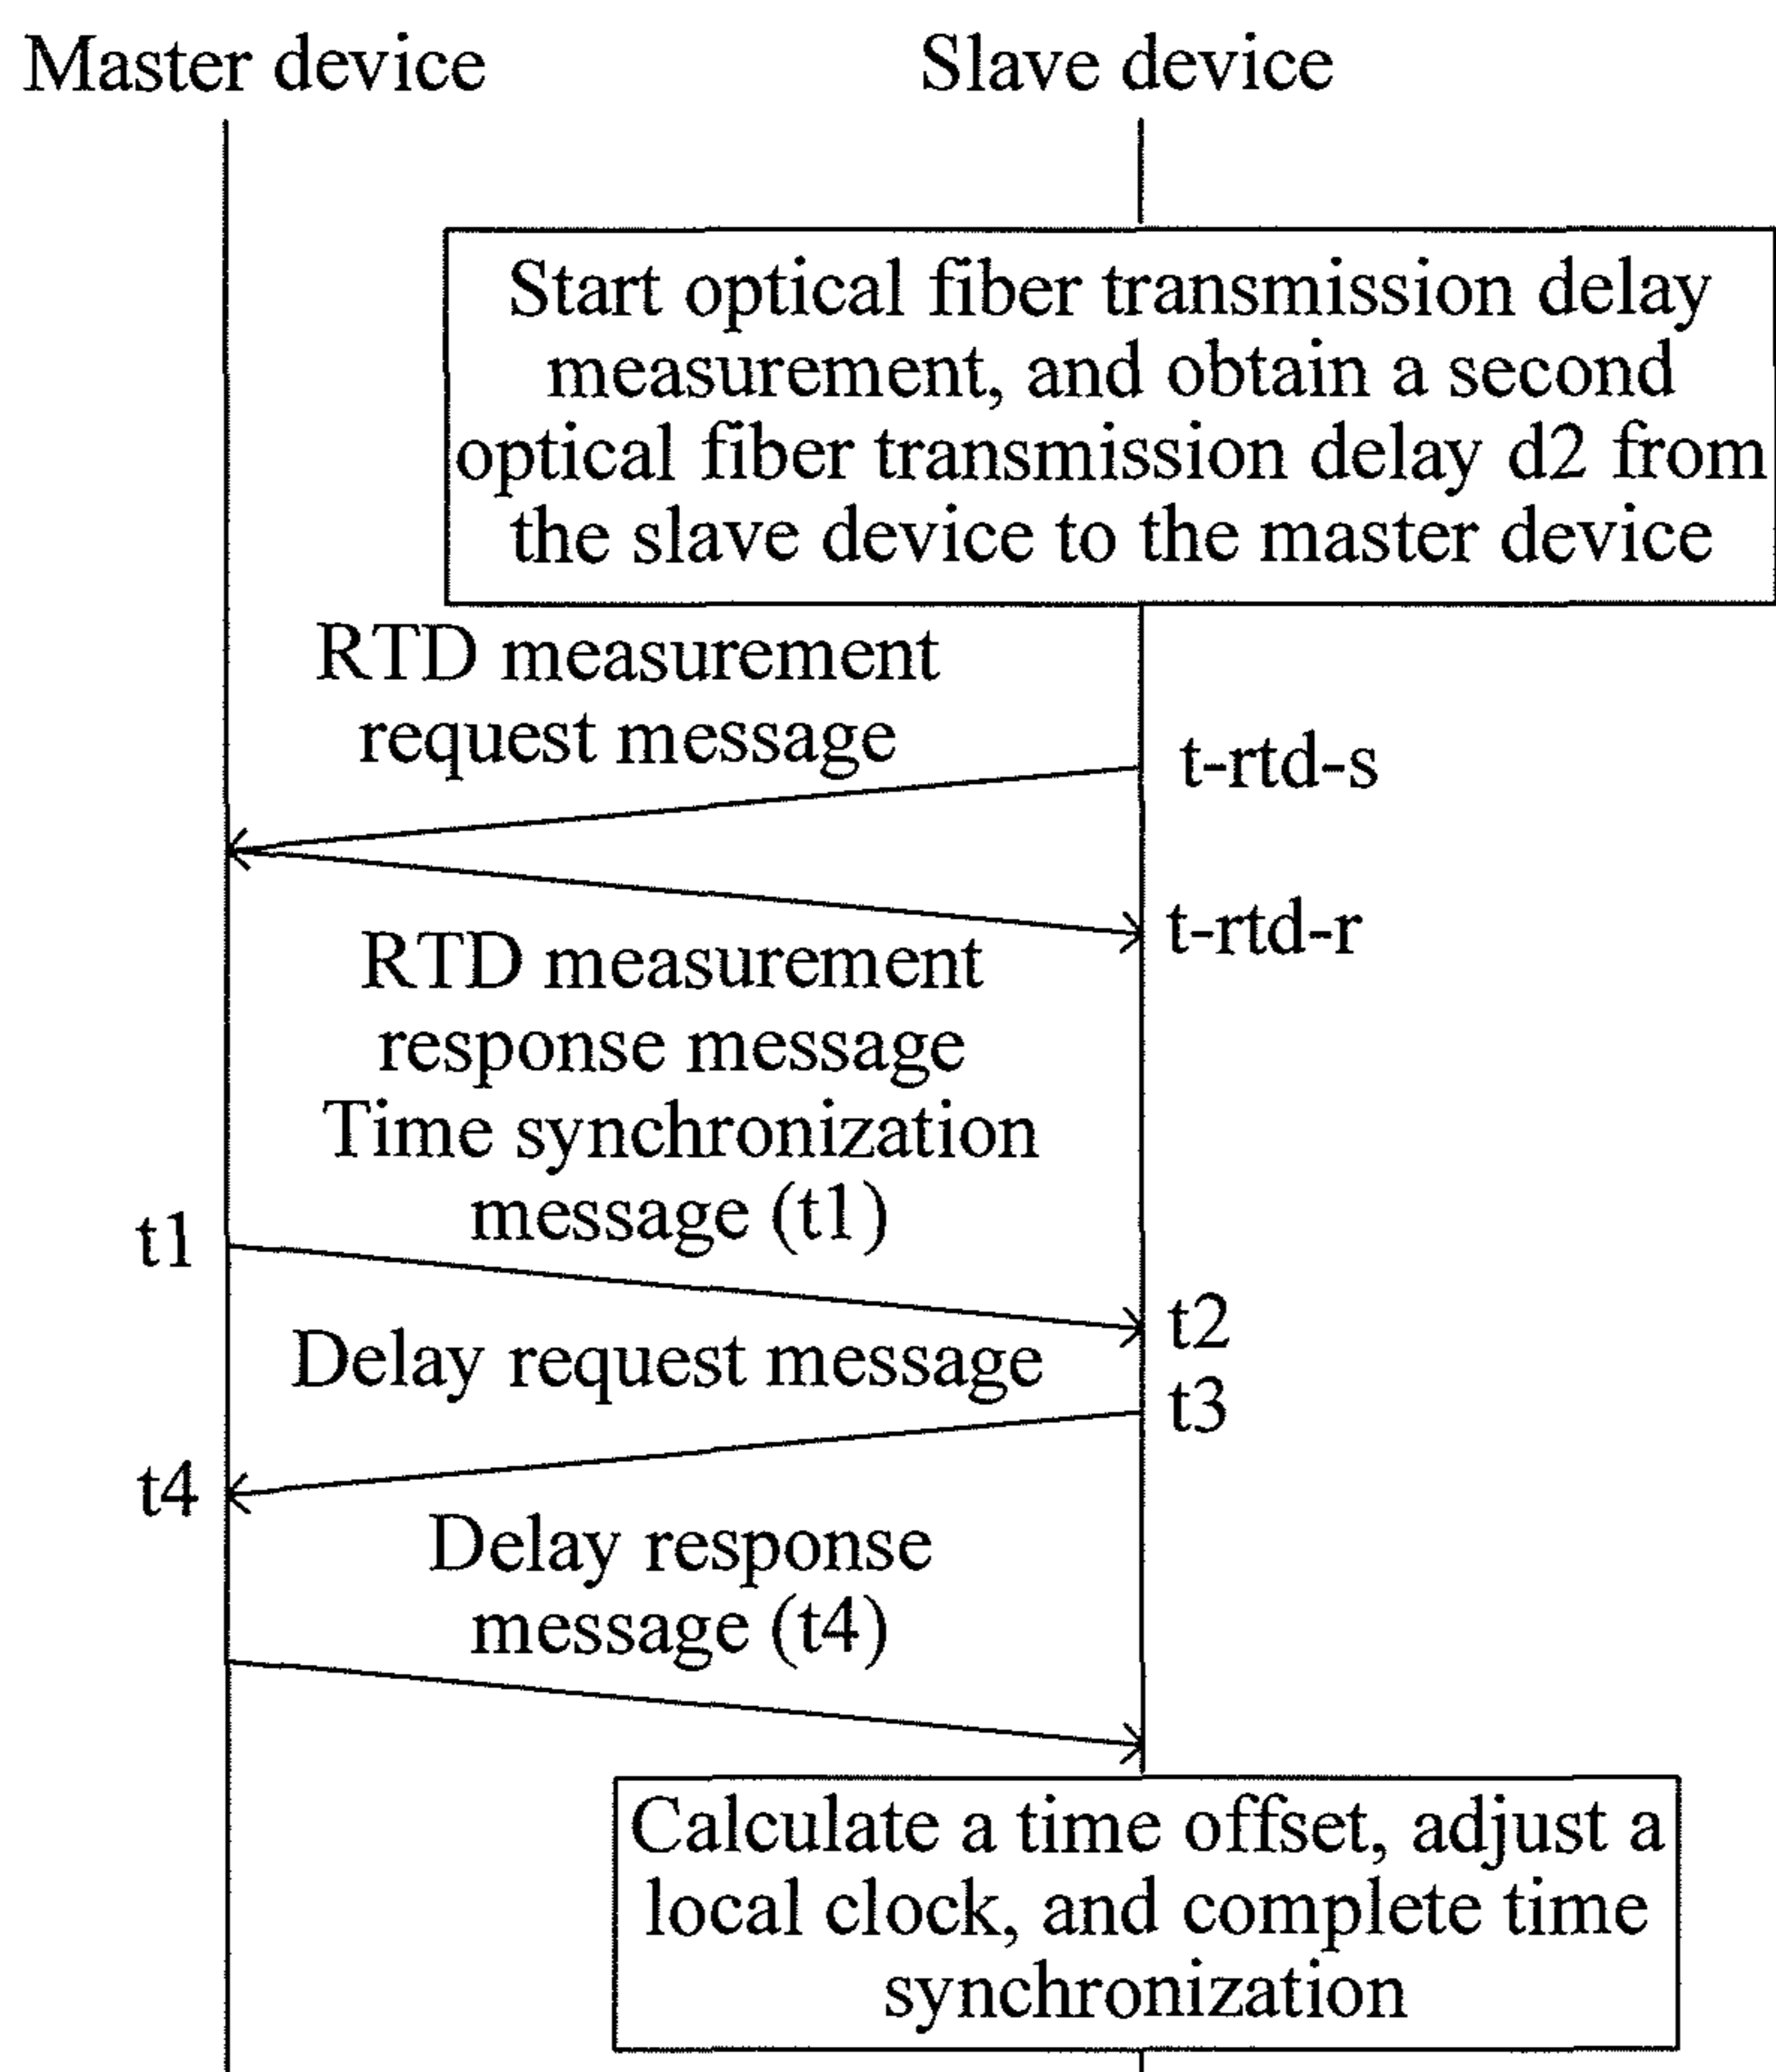 Master device
Slave device
Start optical fiber transmission delay
measurement, and obtain a second
optical fiber transmission delay d2 from
the slave device to the master device
RTD measurement
request message
t-rtd-s
t-rtd-r
RTD measurement
response message
Time synchronization
message (t1)
t1
t2
Delay request message
t3
t4
Delay response
message (t4)
Calculate a time offset, adjust a
local clock, and complete time
synchronization